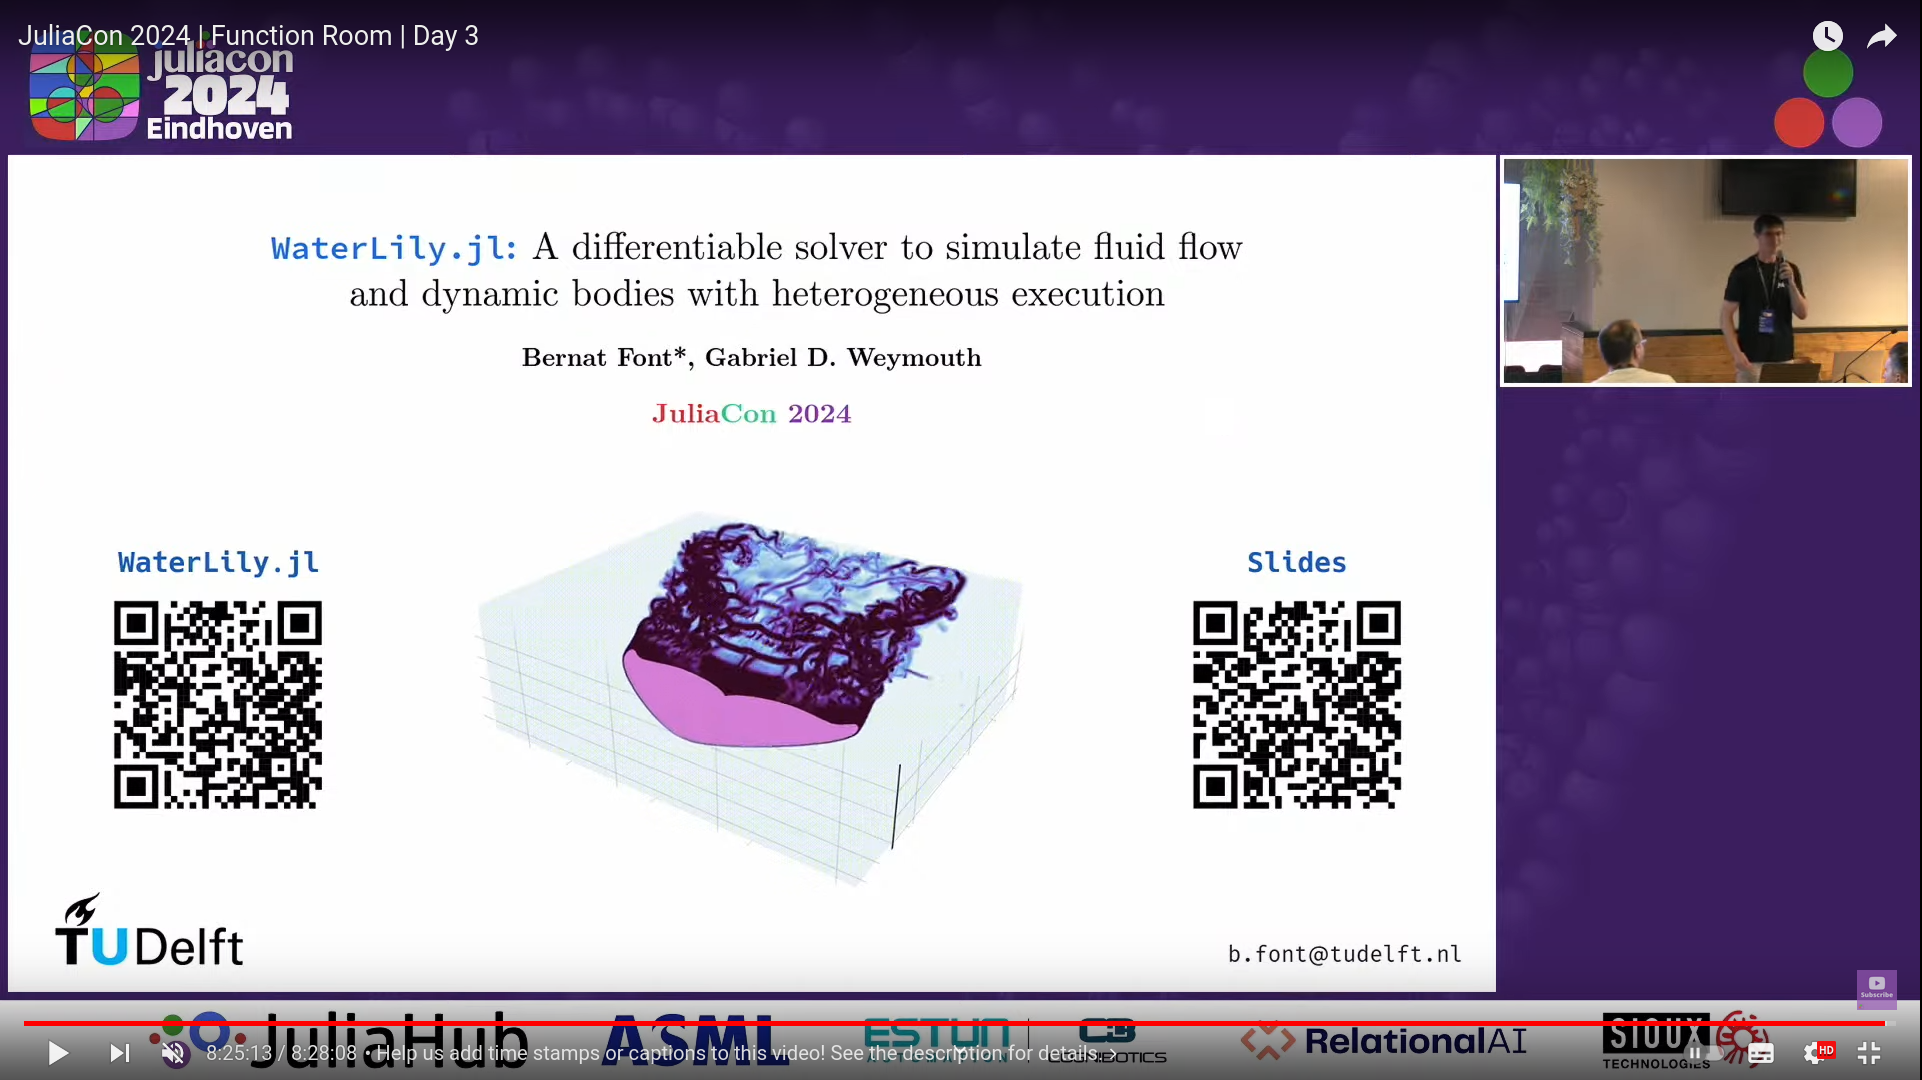 JuliaCon 2024 | Function Room | Day 3
juliacon
2024
Eindhoven
WaterLily.jl: A differentiable solver to simulate fluid flow
and dynamic bodies with heterogeneous execution
Bernat Font*, Gabriel D. Weymouth
JuliaCon 2024
WaterLily.jl
Slides
TU Delft
b.font@tudelft.nl
Subscribe
JuliaHub
ASML
ESTUN
COGNIBOTICS
RelationalAI
SIOUX
TECHNOLOGIES
8:25:13 / 8:28:08 • Help us add time stamps or captions to this video! See the description for details.
HD